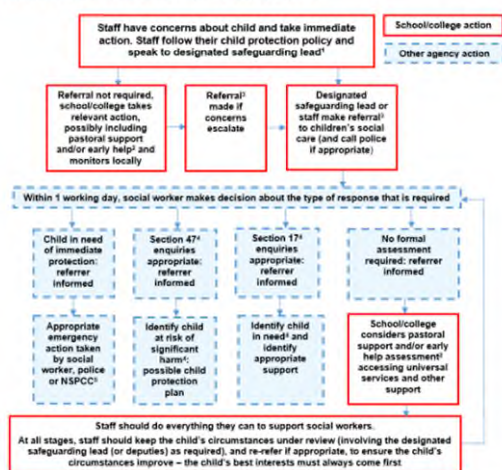 Staff have concerns about child and take immediate
action. Staff follow their child protection policy and
speak to designated safeguarding lead¹
School/college action
Other agency action
Referral not required,
school/college takes
relevant action,
possibly including
pastoral support
and/or early help² and
monitors locally
Referral³
made if
concerns
escalate
Designated
safeguarding lead or
staff make referral³
to children's social
care (and call police
if appropriate)
Within 1 working day, social worker makes decision about the type of response that is required
Child in need
of immediate
protection:
referrer
informed
Section 47⁴
enquiries
appropriate:
referrer
informed
Section 17⁴
enquiries
appropriate:
referrer
informed
No formal
assessment
required: referrer
informed
Appropriate
emergency
action taken
by social
worker, police
or NSPCC⁵
Identify child
at risk of
significant
harm⁴:
possible child
protection
plan
Identify child
in need⁴ and
identify
appropriate
support
School/college
considers pastoral
support and/or early
help assessment²
accessing universal
services and other
support
Staff should do everything they can to support social workers.
At all stages, staff should keep the child's circumstances under review (involving the designated
safeguarding lead (or deputies) as required), and re-refer if appropriate, to ensure the child's
circumstances improve – the child's best interests must always come first